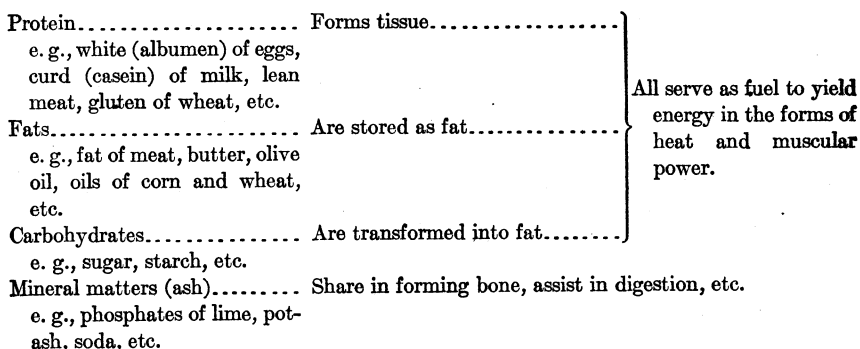 Protein..................... Forms tissue...................
e. g., white (albumen) of eggs,
curd (casein) of milk, lean
meat, gluten of wheat, etc.
Fats......................... Are stored as fat...............
e. g., fat of meat, butter, olive
oil, oils of corn and wheat,
etc.
Carbohydrates............... Are transformed into fat........
e. g., sugar, starch, etc.
All serve as fuel to yield
energy in the forms of
heat and muscular
power.
Mineral matters (ash)......... Share in forming bone, assist in digestion, etc.
e. g., phosphates of lime, pot-
ash, soda, etc.